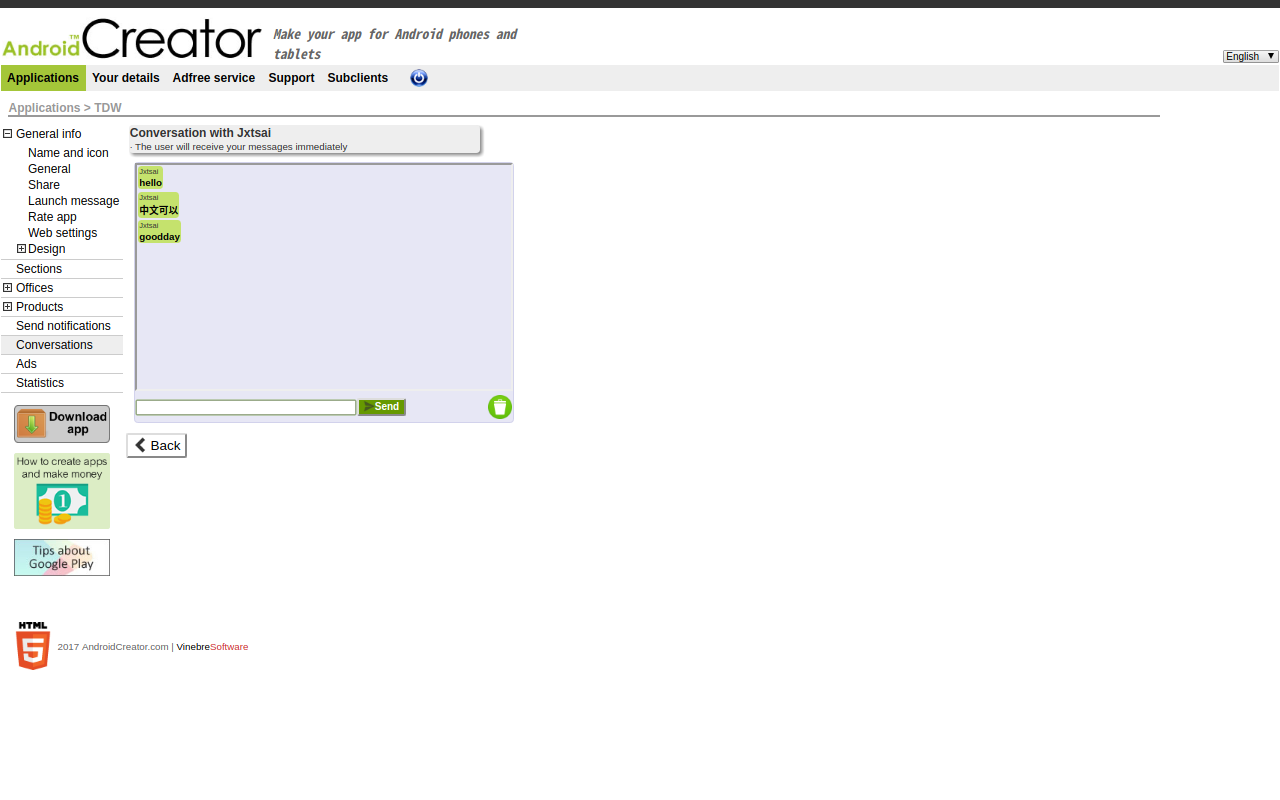 Android™Creator
Make your app for Android phones and
tablets
English ▼
Applications Your details Adfree service Support Subclients
Applications > TDW
General info
Name and icon
General
Share
Launch message
Rate app
Web settings
Design
Sections
Offices
Products
Send notifications
Conversations
Ads
Statistics
Download
app
How to create apps
and make money
1
Tips about
Google Play
Conversation with Jxtsai
· The user will receive your messages immediately
Jxtsai
hello
Jxtsai
中文可以
Jxtsai
goodday
Send
Back
HTML
5
2017 AndroidCreator.com | VinebreSoftware